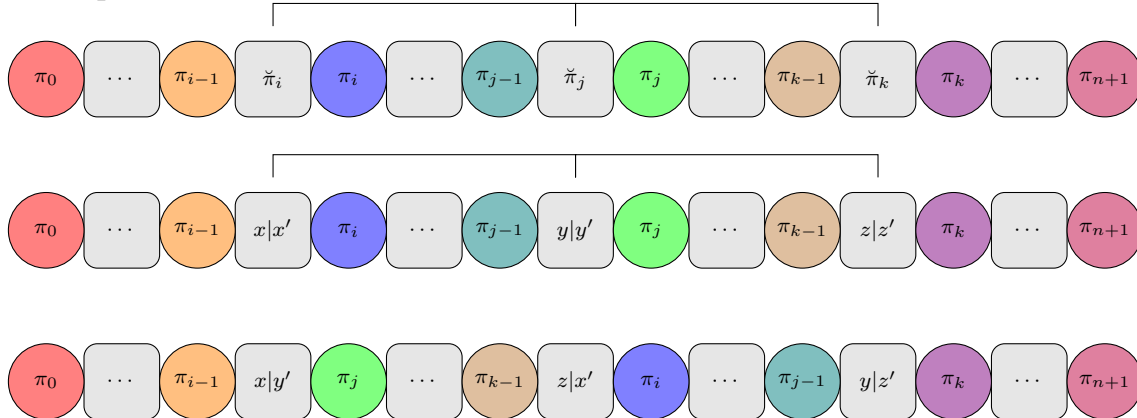 π₀ ⋯ πᵢ₋₁ π̆ᵢ πᵢ ⋯ πⱼ₋₁ π̆ⱼ πⱼ ⋯ πₖ₋₁ π̆ₖ πₖ ⋯ πₙ₊₁
π₀ ⋯ πᵢ₋₁ x|x′ πᵢ ⋯ πⱼ₋₁ y|y′ πⱼ ⋯ πₖ₋₁ z|z′ πₖ ⋯ πₙ₊₁
π₀ ⋯ πᵢ₋₁ x|y′ πⱼ ⋯ πₖ₋₁ z|x′ πᵢ ⋯ πⱼ₋₁ y|z′ πₖ ⋯ πₙ₊₁